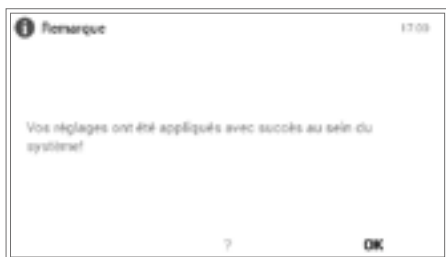 Remarque 17:03
Vos réglages ont été appliqués avec succès au sein du
système!
? OK